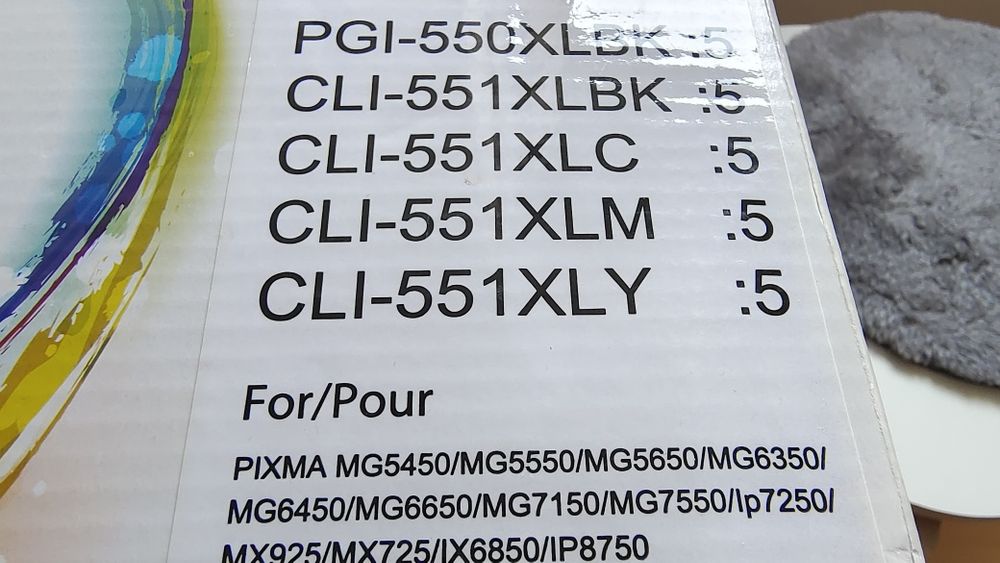 PGI-550XLBK :5
CLI-551XLBK :5
CLI-551XLC :5
CLI-551XLM :5
CLI-551XLY :5
For/Pour
PIXMA MG5450/MG5550/MG5650/MG6350/
MG6450/MG6650/MG7150/MG7550/Ip7250/
MX925/MX725/IX6850/IP8750